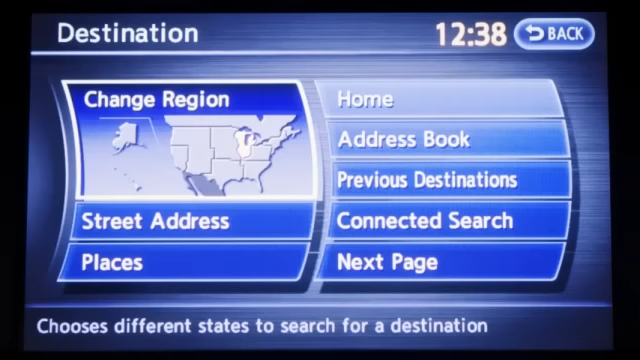 Destination
12:38
BACK
Change Region
Street Address
Places
Home
Address Book
Previous Destinations
Connected Search
Next Page
Chooses different states to search for a destination